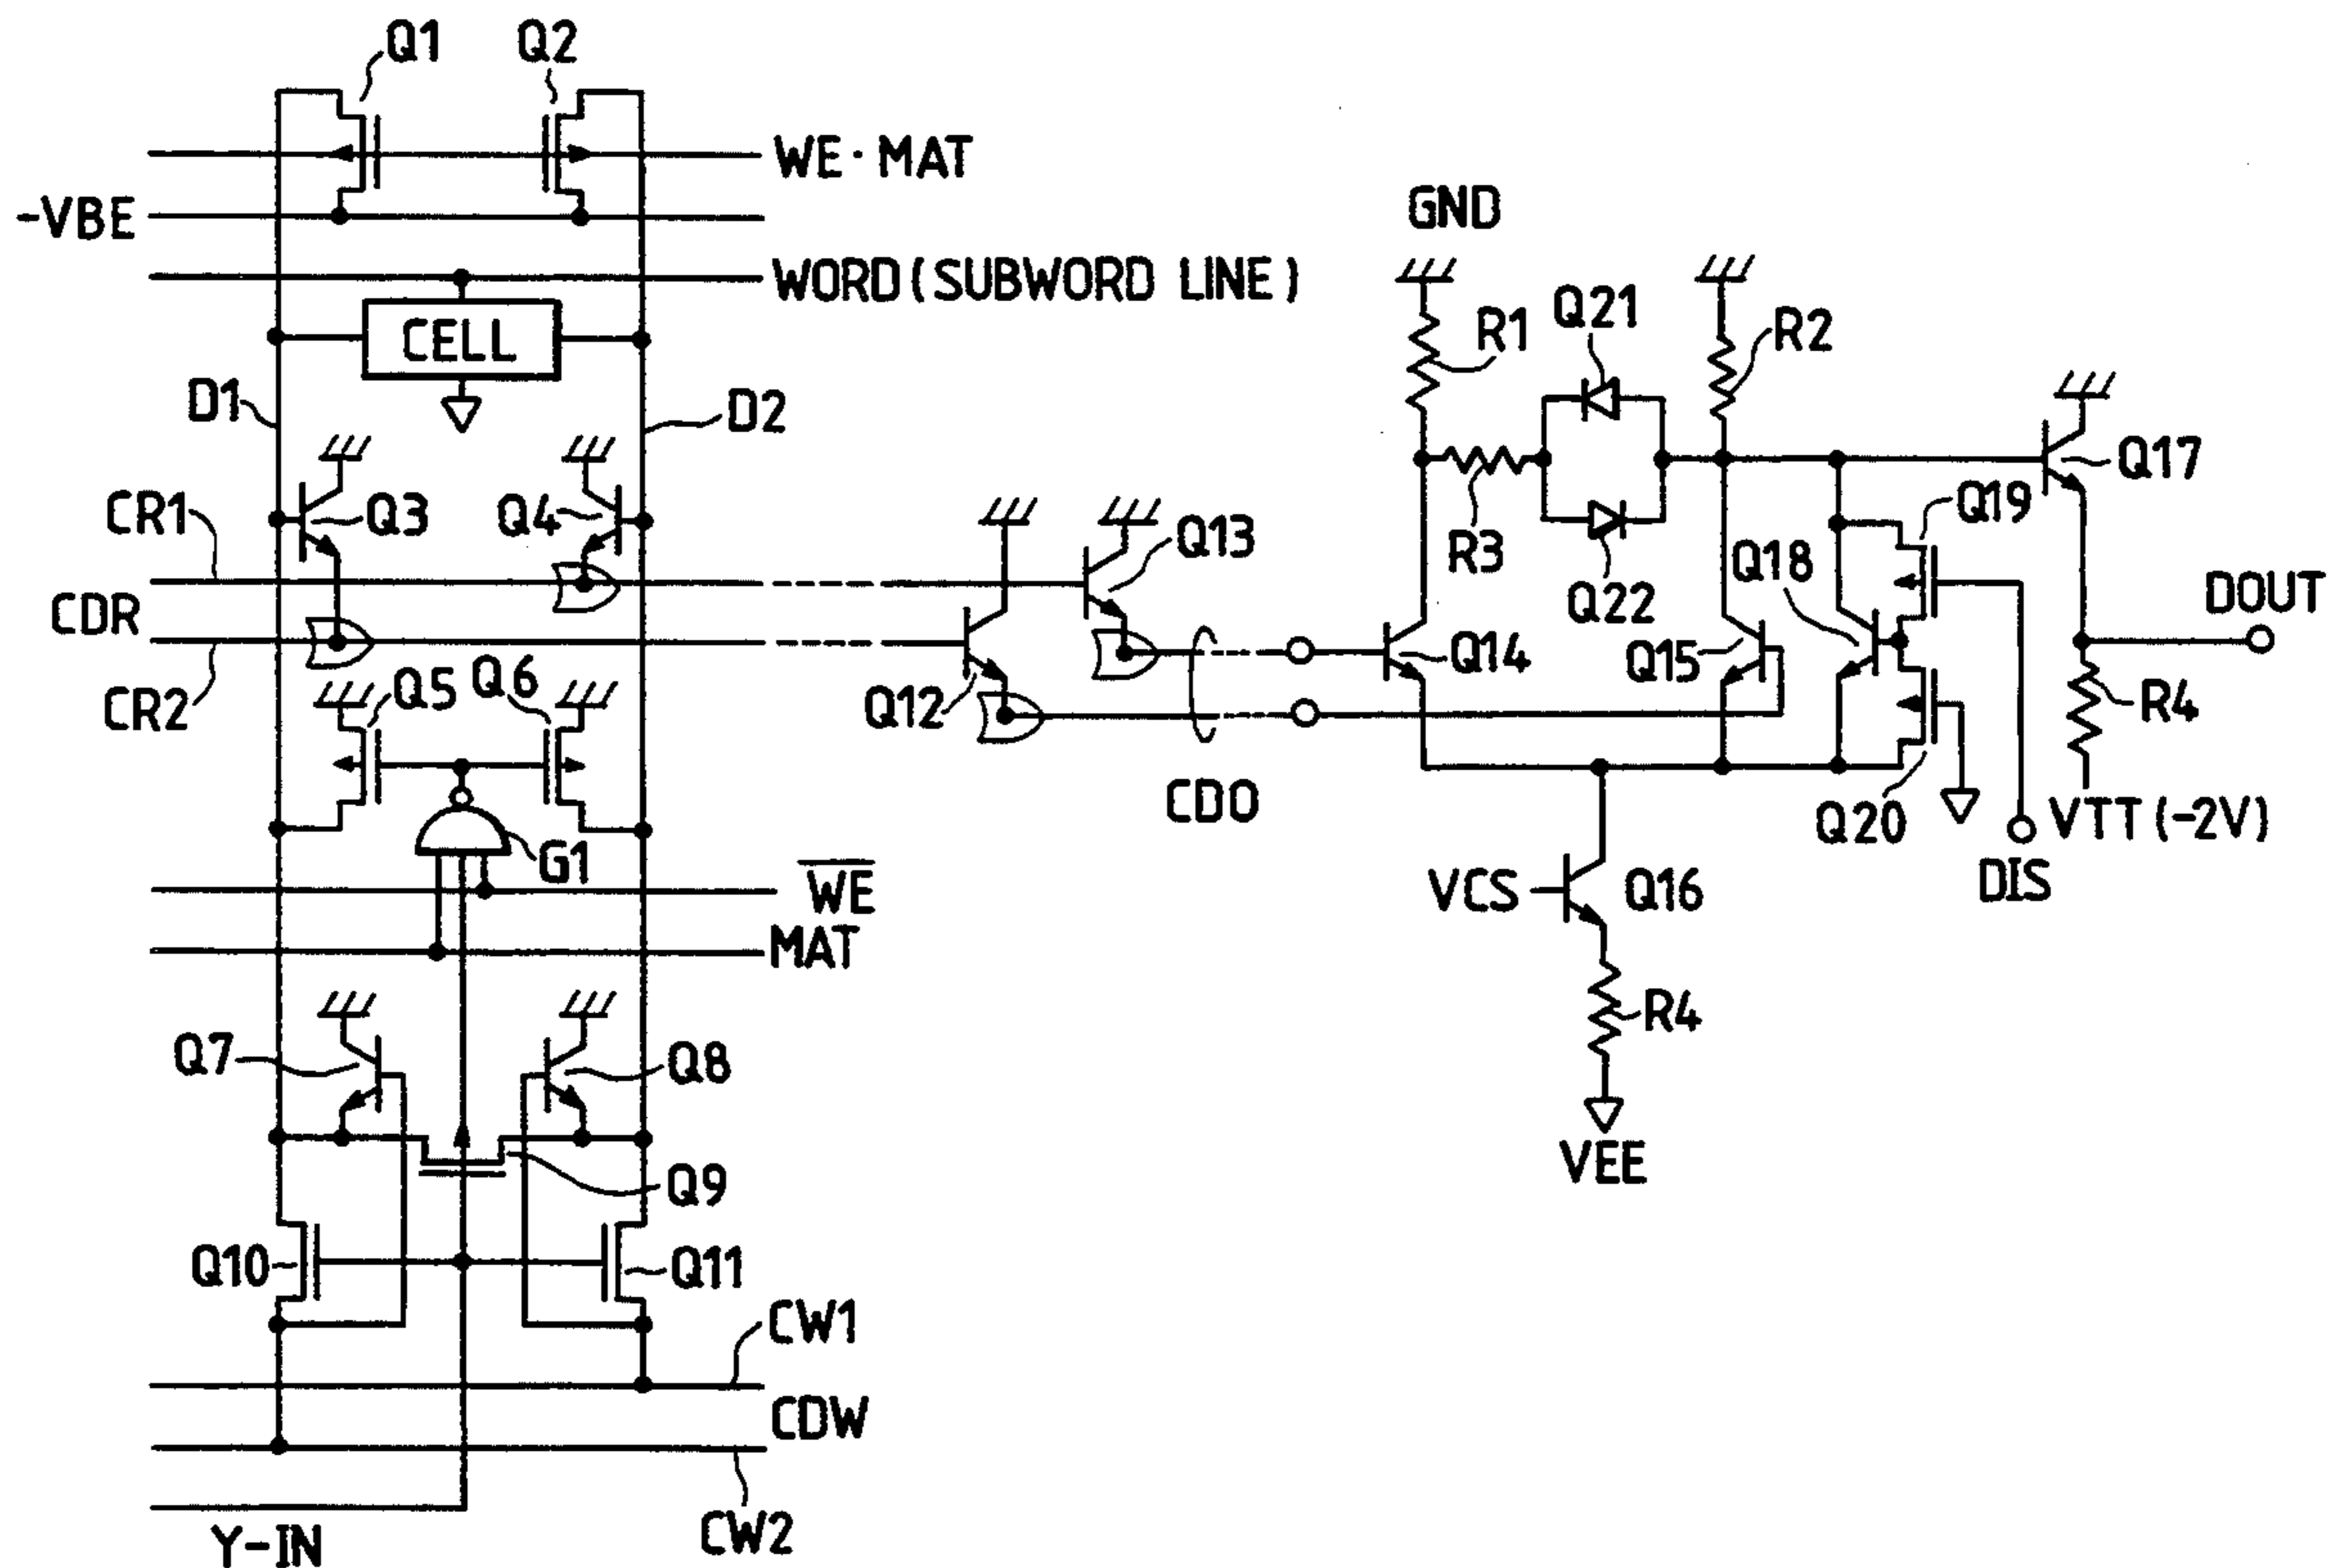 Q1
Q2
WE·MAT
-VBE
WORD (SUBWORD LINE)
GND
CELL
D1
D2
R1
Q21
R2
CR1
Q3
Q4
Q13
R3
Q22
Q18
Q19
Q17
CDR
DOUT
CR2
Q5
Q6
Q12
Q14
Q15
R4
CDO
Q20
VTT (-2V)
G1
DIS
W̅E̅
VCS
Q16
MAT
R4
Q7
Q8
VEE
Q9
Q10
Q11
CW1
CDW
CW2
Y-IN